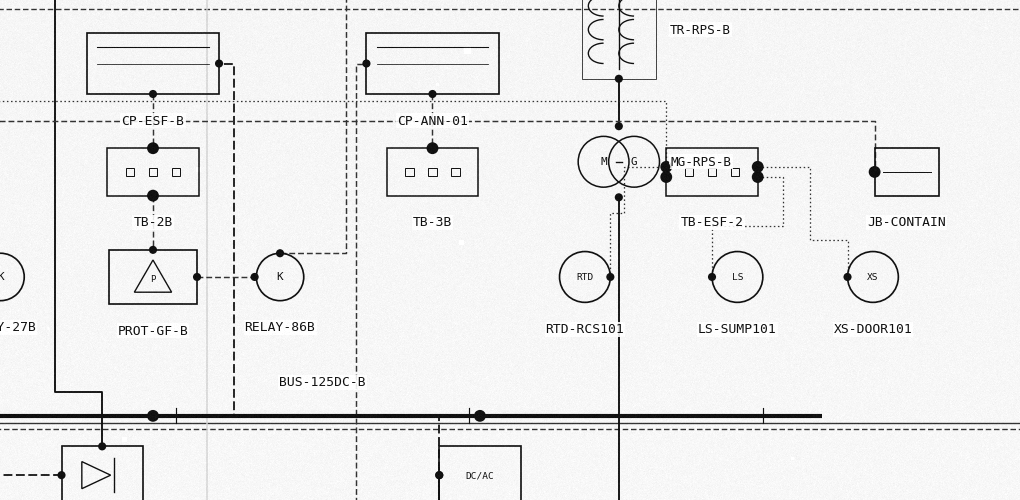 TR-RPS-B
CP-ESF-B
CP-ANN-01
M
G
MG-RPS-B
TB-2B
TB-3B
TB-ESF-2
JB-CONTAIN
K
P
K
RTD
LS
XS
Y-27B
PROT-GF-B
RELAY-86B
RTD-RCS101
LS-SUMP101
XS-DOOR101
BUS-125DC-B
DC/AC